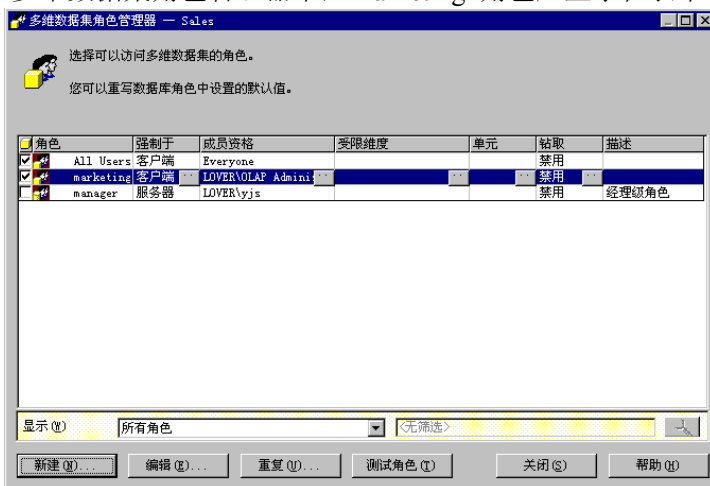 多维数据集角色管理器 — Sales
选择可以访问多维数据集的角色。
您可以重写数据库角色中设置的默认值。
角色 强制于 成员资格 受限维度 单元 钻取 描述
All Users 客户端 Everyone 禁用
marketing 客户端 .. LOVER\OLAP Admini: .. .. .. 禁用 ..
manager 服务器 LOVER\yjs 禁用 经理级角色
显示(W) 所有角色 <无筛选>
新建(N)... 编辑(E)... 重复(U)... 测试角色(T) 关闭(S) 帮助(H)